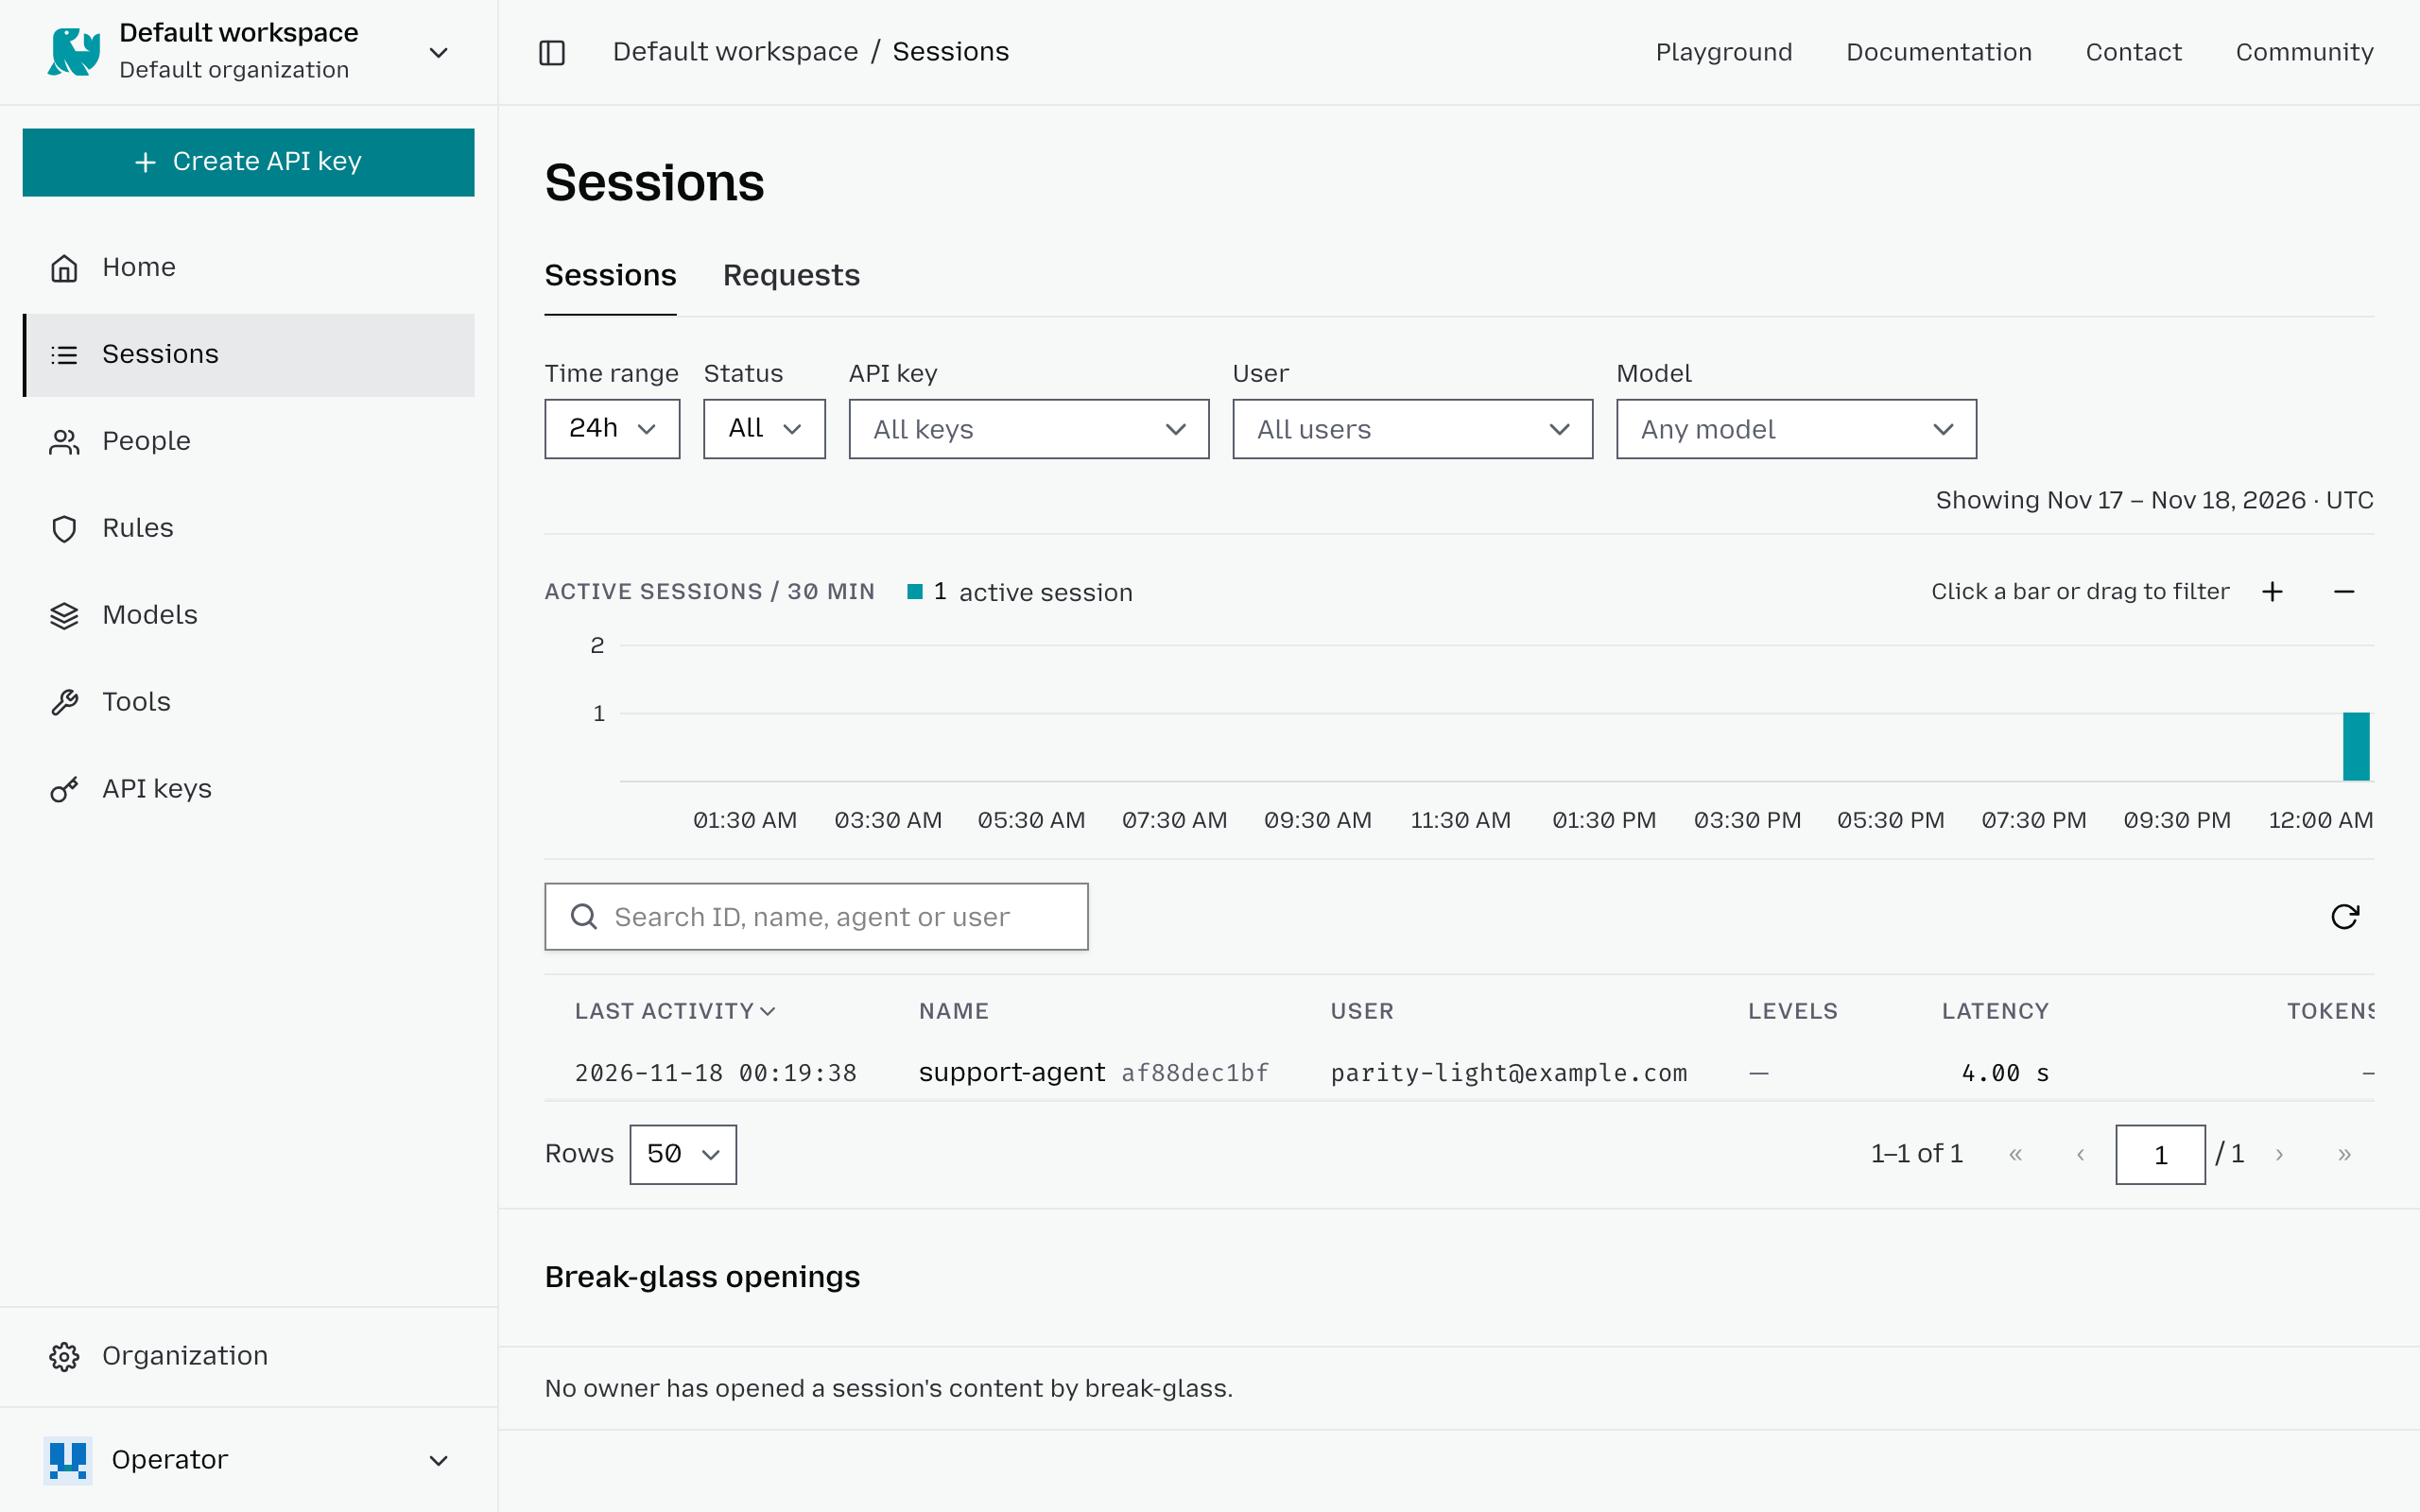 Default workspace
Default organization
Default workspace / Sessions
Playground
Documentation
Contact
Community
Create API key
Home
Sessions
People
Rules
Models
Tools
API keys
Organization
Operator
Sessions
Sessions
Requests
Time range
Status
API key
User
Model
24h
All
All keys
All users
Any model
Showing Nov 17 – Nov 18, 2026 · UTC
ACTIVE SESSIONS / 30 MIN
1 active session
Click a bar or drag to filter
2
1
01:30 AM
03:30 AM
05:30 AM
07:30 AM
09:30 AM
11:30 AM
01:30 PM
03:30 PM
05:30 PM
07:30 PM
09:30 PM
12:00 AM
Search ID, name, agent or user
LAST ACTIVITY
NAME
USER
LEVELS
LATENCY
TOKENS
2026-11-18 00:19:38
support-agent af88dec1bf
parity-light@example.com
—
4.00 s
—
Rows
50
1–1 of 1
«
‹
1
/ 1
›
»
Break-glass openings
No owner has opened a session's content by break-glass.